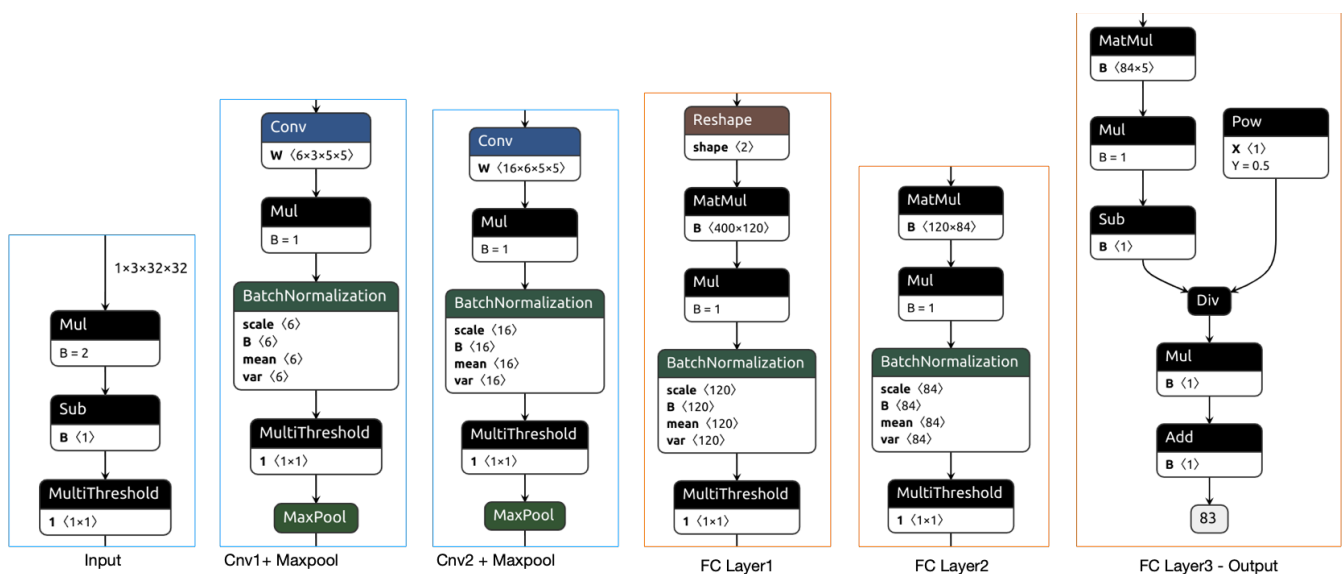 1×3×32×32
Mul
B = 2
Sub
B ⟨1⟩
MultiThreshold
1 ⟨1×1⟩
Input
Conv
W ⟨6×3×5×5⟩
Mul
B = 1
BatchNormalization
scale ⟨6⟩
B ⟨6⟩
mean ⟨6⟩
var ⟨6⟩
MultiThreshold
1 ⟨1×1⟩
MaxPool
Cnv1+ Maxpool
Conv
W ⟨16×6×5×5⟩
Mul
B = 1
BatchNormalization
scale ⟨16⟩
B ⟨16⟩
mean ⟨16⟩
var ⟨16⟩
MultiThreshold
1 ⟨1×1⟩
MaxPool
Cnv2 + Maxpool
Reshape
shape ⟨2⟩
MatMul
B ⟨400×120⟩
Mul
B = 1
BatchNormalization
scale ⟨120⟩
B ⟨120⟩
mean ⟨120⟩
var ⟨120⟩
MultiThreshold
1 ⟨1×1⟩
FC Layer1
MatMul
B ⟨120×84⟩
Mul
B = 1
BatchNormalization
scale ⟨84⟩
B ⟨84⟩
mean ⟨84⟩
var ⟨84⟩
MultiThreshold
1 ⟨1×1⟩
FC Layer2
MatMul
B ⟨84×5⟩
Mul
B = 1
Sub
B ⟨1⟩
Pow
X ⟨1⟩
Y = 0.5
Div
Mul
B ⟨1⟩
Add
B ⟨1⟩
83
FC Layer3 - Output